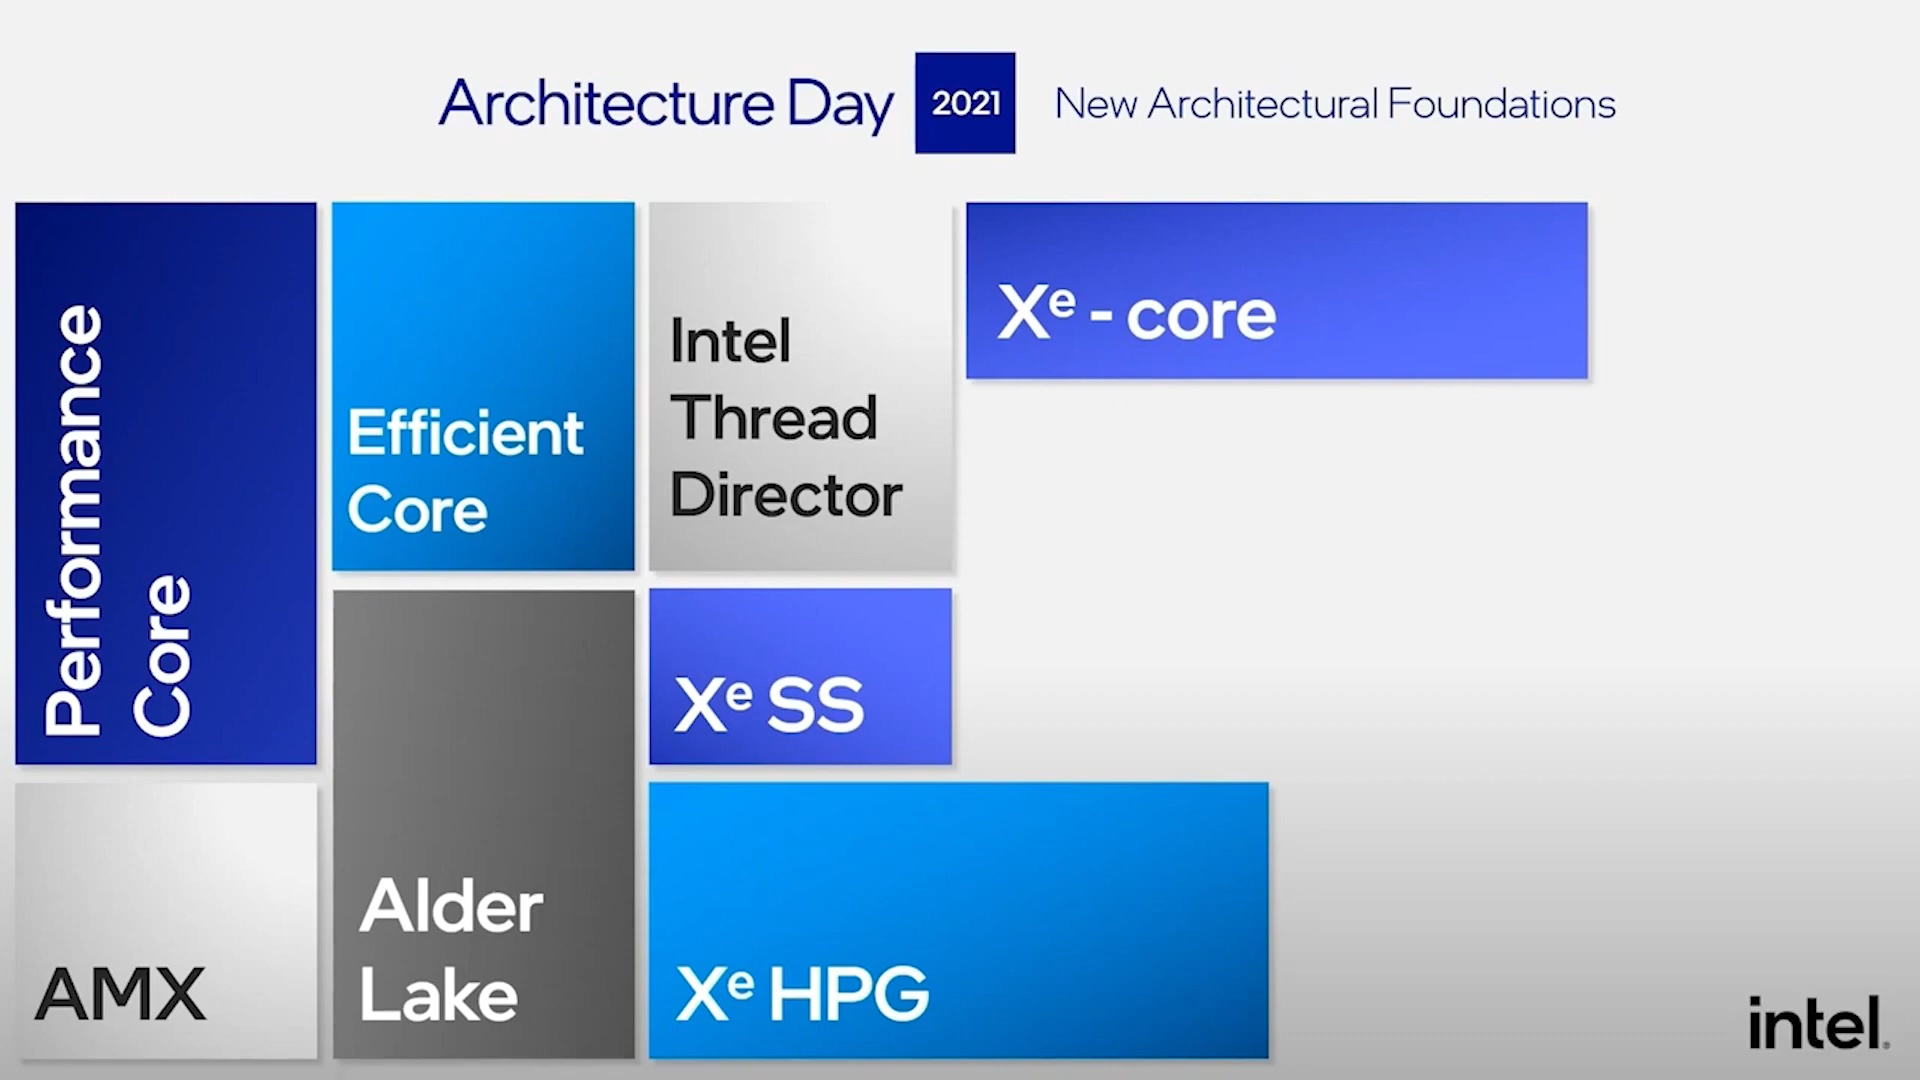 Architecture Day 2021 New Architectural Foundations
Performance
Core
Efficient
Core
Intel
Thread
Director
Xᵉ - core
Xᵉ SS
AMX
Alder
Lake
Xᵉ HPG
intel.